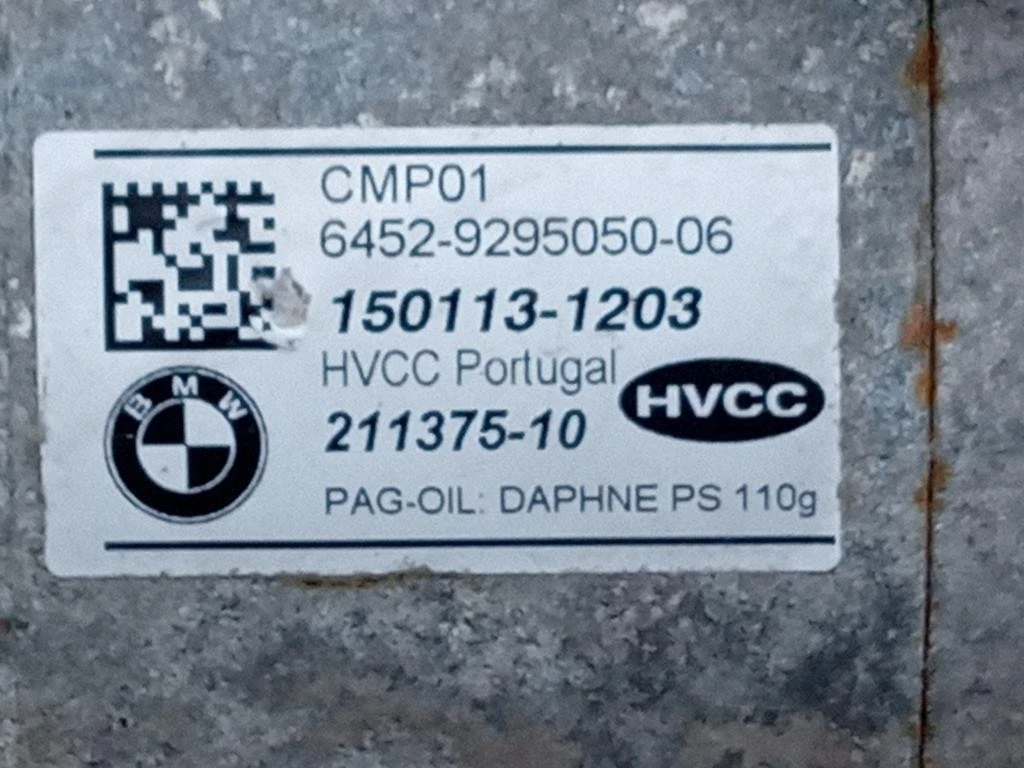 CMP01
6452-9295050-06
150113-1203
HVCC Portugal
HVCC
211375-10
BMW
PAG-OIL: DAPHNE PS 110g